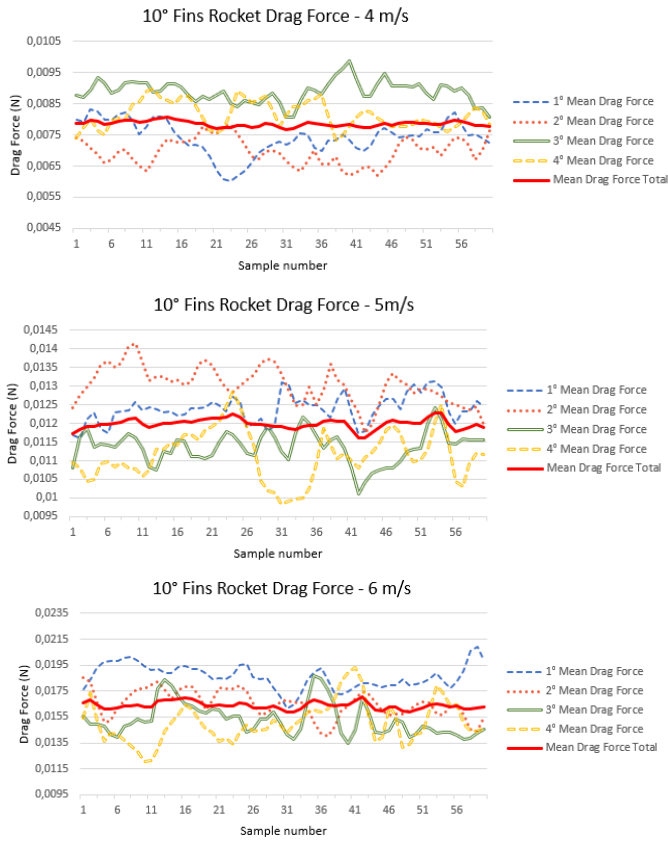 10° Fins Rocket Drag Force - 4 m/s
0,0105
0,0095
0,0085
0,0075
0,0065
0,0055
0,0045
Drag Force (N)
1 6 11 16 21 26 31 36 41 46 51 56
Sample number
1° Mean Drag Force
2° Mean Drag Force
3° Mean Drag Force
4° Mean Drag Force
Mean Drag Force Total
10° Fins Rocket Drag Force - 5m/s
0,0145
0,014
0,0135
0,013
0,0125
0,012
0,0115
0,011
0,0105
0,01
0,0095
Drag Force (N)
1 6 11 16 21 26 31 36 41 46 51 56
Sample number
1° Mean Drag Force
2° Mean Drag Force
3° Mean Drag Force
4° Mean Drag Force
Mean Drag Force Total
10° Fins Rocket Drag Force - 6 m/s
0,0235
0,0215
0,0195
0,0175
0,0155
0,0135
0,0115
0,0095
Drag Force (N)
1 6 11 16 21 26 31 36 41 46 51 56
Sample number
1° Mean Drag Force
2° Mean Drag Force
3° Mean Drag Force
4° Mean Drag Force
Mean Drag Force Total